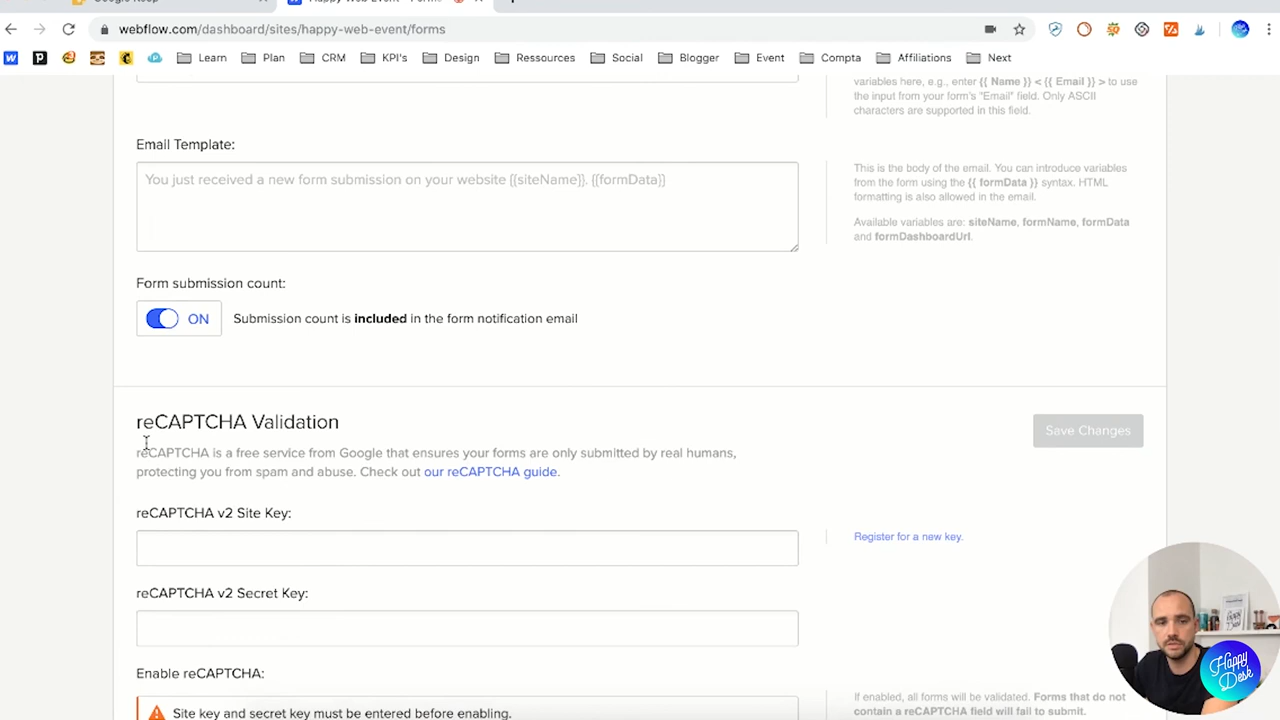 webflow.com/dashboard/sites/happy-web-event/forms
Learn Plan CRM KPI's Design Ressources Social Blogger Event Compta Affiliations Next
variables here, e.g., enter {{ Name }} < {{ Email }} > to use
the input from your form's "Email" field. Only ASCII
characters are supported in this field.
Email Template:
You just received a new form submission on your website {{siteName}}. {{formData}}
This is the body of the email. You can introduce variables
from the form using the {{ formData }} syntax. HTML
formatting is also allowed in the email.
Available variables are: siteName, formName, formData
and formDashboardUrl.
Form submission count:
ON
Submission count is included in the form notification email
reCAPTCHA Validation
Save Changes
reCAPTCHA is a free service from Google that ensures your forms are only submitted by real humans,
protecting you from spam and abuse. Check out our reCAPTCHA guide.
reCAPTCHA v2 Site Key:
Register for a new key.
reCAPTCHA v2 Secret Key:
Enable reCAPTCHA:
Site key and secret key must be entered before enabling.
If enabled, all forms will be validated. Forms that do not
contain a reCAPTCHA field will fail to submit.
Happy
Desk